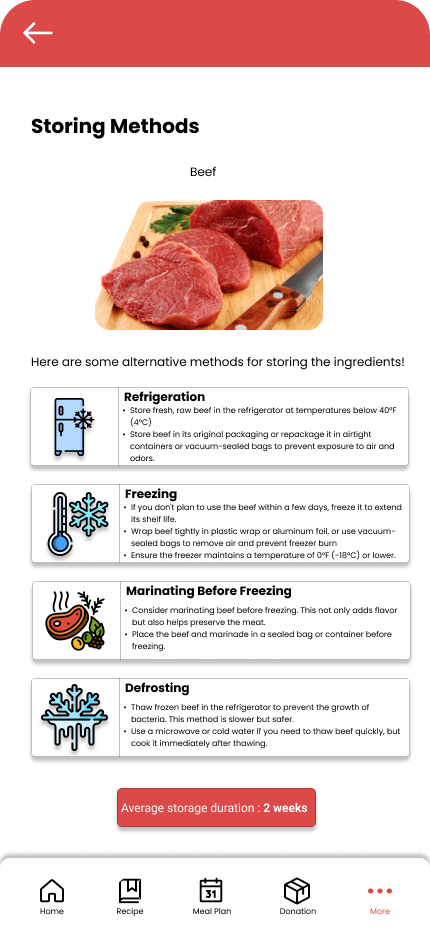 Storing Methods
Beef
Here are some alternative methods for storing the ingredients!
Refrigeration
• Store fresh, raw beef in the refrigerator at temperatures below 40°F
(4°C)
• Store beef in its original packaging or repackage it in airtight
containers or vacuum-sealed bags to prevent exposure to air and
odors.
Freezing
• If you don't plan to use the beef within a few days, freeze it to extend
its shelf life.
• Wrap beef tightly in plastic wrap or aluminum foil, or use vacuum-
sealed bags to remove air and prevent freezer burn
• Ensure the freezer maintains a temperature of 0°F (-18°C) or lower.
Marinating Before Freezing
• Consider marinating beef before freezing. This not only adds flavor
but also helps preserve the meat.
• Place the beef and marinade in a sealed bag or container before
freezing.
Defrosting
• Thaw frozen beef in the refrigerator to prevent the growth of
bacteria. This method is slower but safer.
• Use a microwave or cold water if you need to thaw beef quickly, but
cook it immediately after thawing.
Average storage duration : 2 weeks
31
Home Recipe Meal Plan Donation More